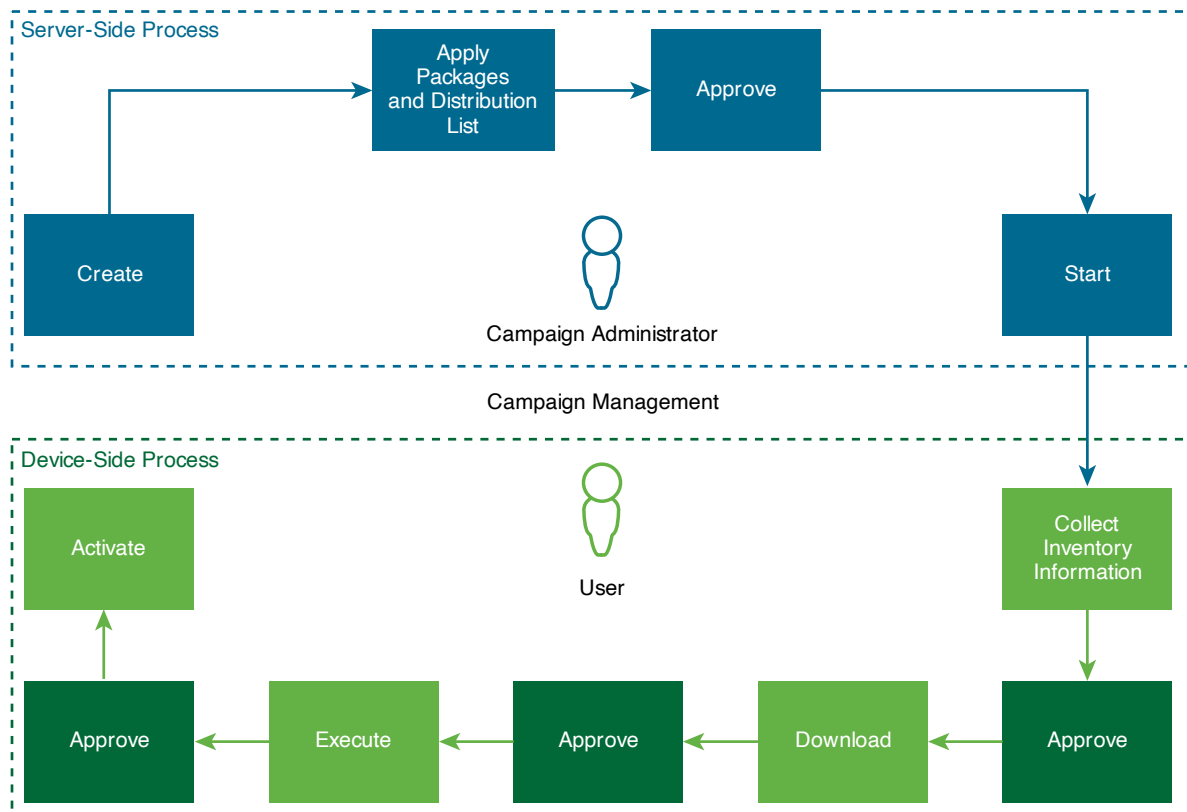 Server-Side Process
Apply
Packages
and Distribution
List
Approve
Create
Start
Campaign Administrator
Campaign Management
Device-Side Process
Activate
Collect
Inventory
Information
User
Approve
Execute
Approve
Download
Approve